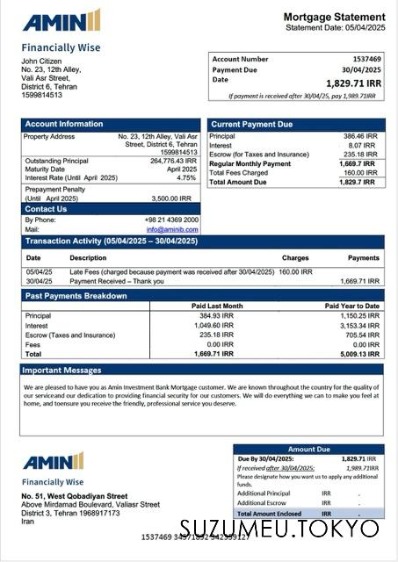 AMIN
Financially Wise
Mortgage Statement
Statement Date: 05/04/2025
John Citizen
No. 23, 12th Alley,
Vali Asr Street,
District 6, Tehran
1599814513
Account Number 1537469
Payment Due 30/04/2025
Date
1,829.71 IRR
If payment is received after 30/04/25, pay 1,989.71IRR
Account Information
Property Address No. 23, 12th Alley, Vali Asr
Street, District 6, Tehran
1599814513
Outstanding Principal 264,776.43 IRR
Maturity Date April 2025
Interest Rate (Until April 2025) 4.75%
Prepayment Penalty
(Until April 2025) 3,500.00 IRR
Contact Us
By Phone: +98 21 4369 2000
Mail: info@aminib.com
Current Payment Due
Principal 386.46 IRR
Interest 8.07 IRR
Escrow (for Taxes and Insurance) 235.18 IRR
Regular Monthly Payment 1,669.7 IRR
Total Fees Charged 160.00 IRR
Total Amount Due 1,829.7 IRR
Transaction Activity (05/04/2025 – 30/04/2025)
Date Description Charges Payments
05/04/25 Late Fees (charged because payment was received after 30/04/2025) 160.00 IRR
30/04/25 Payment Received – Thank you 1,669.71 IRR
Past Payments Breakdown
Paid Last Month Paid Year to Date
Principal 384.93 IRR 1,150.25 IRR
Interest 1,049.60 IRR 3,153.34 IRR
Escrow (Taxes and Insurance) 235.18 IRR 705.54 IRR
Fees 0.00 IRR 0.00 IRR
Total 1,669.71 IRR 5,009.13 IRR
Important Messages
We are pleased to have you as Amin Investment Bank Mortgage customer. We are known throughout the country for the quality of
our serviceand our dedication to providing financial security for our customers. We will do everything we can to make you feel at
home, and toensure you receive the friendly, professional service you deserve.
AMIN
Financially Wise
No. 51, West Qobadiyan Street
Above Mirdamad Boulevard, Valiasr Street
District 3, Tehran 1968917173
Iran
Amount Due
Due By 30/04/2025: 1,829.71 IRR
If received after 30/04/2025: 1,989.71IRR
Please designate how you want us to apply any additional
funds.
Additional Principal IRR
Additional Escrow IRR
Total Amount Enclosed IRR
SUZUMEU.TOKYO
1537469